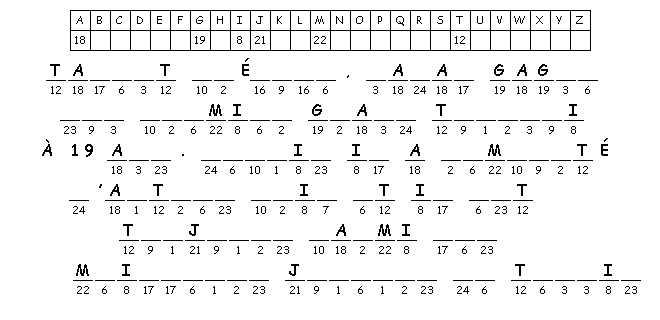 A B C D E F G H I J K L M N O P Q R S T U V W X Y Z
18 19 8 21 22 12
T A T É . A A G A G
12 18 17 6 3 12 10 2 16 9 16 6 3 18 24 18 17 19 18 19 3 6
M I G A T I
23 9 3 10 2 6 22 8 6 2 19 2 18 3 24 12 9 1 2 3 9 8
À 19 A . I I A M T É
18 3 23 24 6 10 1 8 23 8 17 18 2 6 22 10 9 2 12
' A T I T I T
24 18 1 12 2 6 23 10 2 8 7 6 12 8 17 6 23 12
T J A M I
12 9 1 21 9 1 2 23 10 18 2 22 8 17 6 23
M I J T I
22 6 8 17 17 6 1 2 23 21 9 1 6 1 2 23 24 6 12 6 3 3 8 23